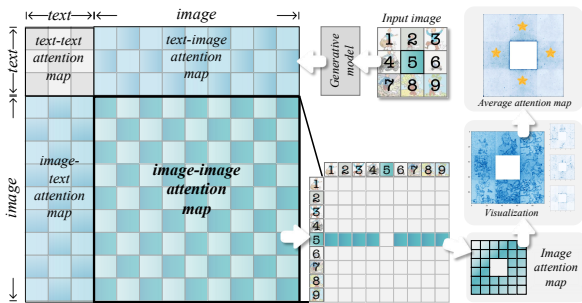 text
image
text
image
text-text
attention
map
text-image
attention
map
image-
text
attention
map
image-image
attention
map
Generative
model
Input image
1 2 3
4 5 6
7 8 9
1 2 3 4 5 6 7 8 9
1
2
3
4
5
6
7
8
9
Average attention map
Visualization
Image
attention
map